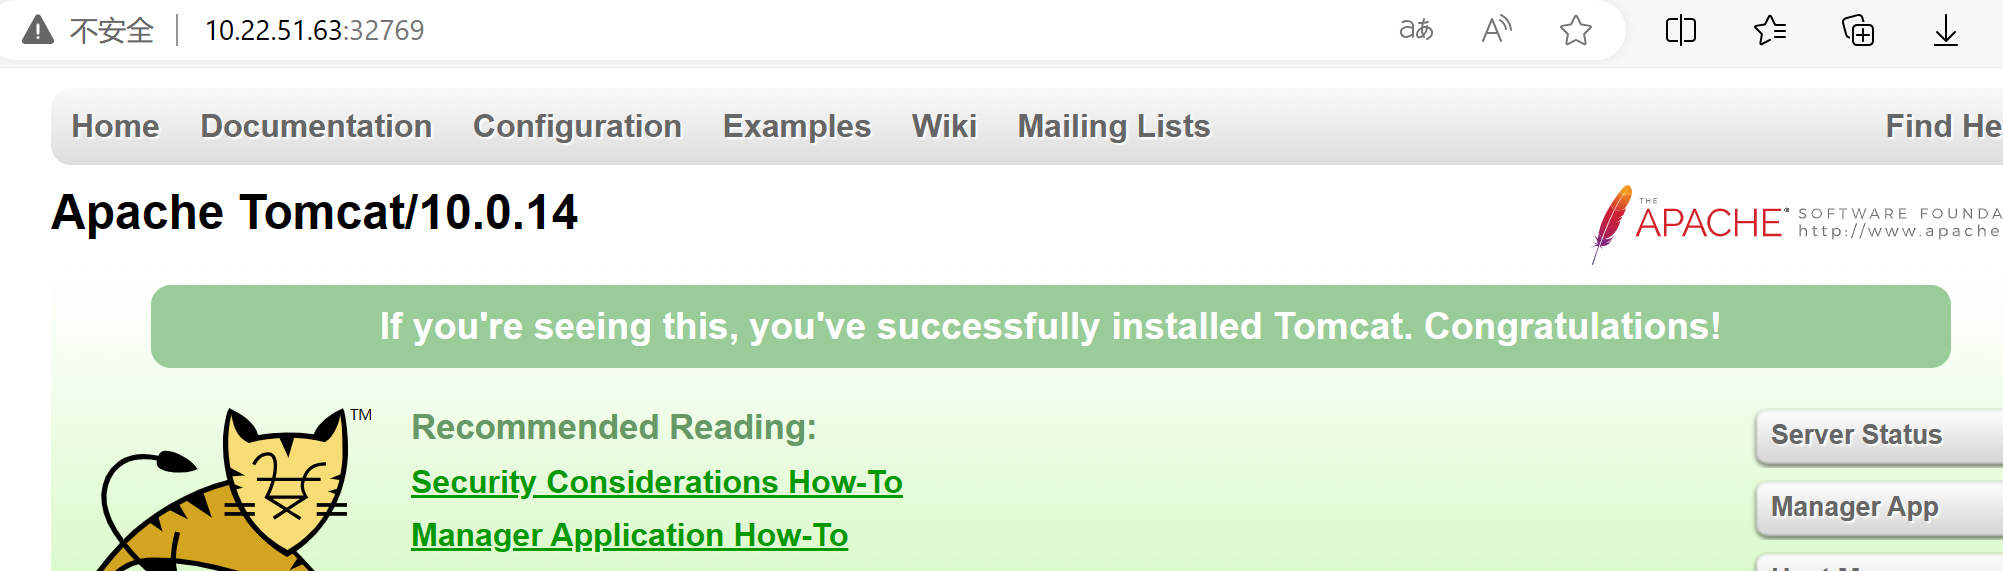 不安全 10.22.51.63:32769
Home Documentation Configuration Examples Wiki Mailing Lists Find He
Apache Tomcat/10.0.14
THE
APACHE® SOFTWARE FOUNDA
http://www.apache
If you're seeing this, you've successfully installed Tomcat. Congratulations!
TM
Recommended Reading:
Security Considerations How-To
Manager Application How-To
Server Status
Manager App